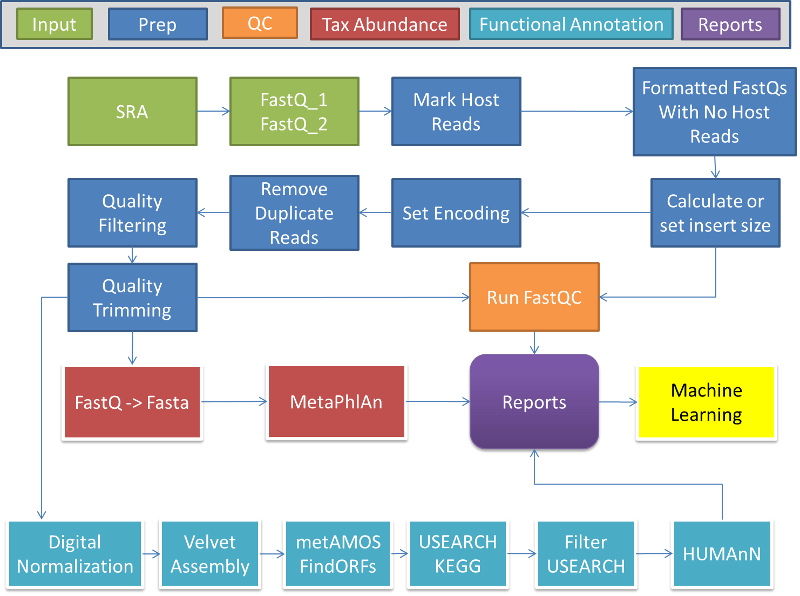 Input
Prep
QC
Tax Abundance
Functional Annotation
Reports
SRA
FastQ_1
FastQ_2
Mark Host
Reads
Formatted FastQs
With No Host
Reads
Quality
Filtering
Remove
Duplicate
Reads
Set Encoding
Calculate or
set insert size
Quality
Trimming
Run FastQC
FastQ -> Fasta
MetaPhlAn
Reports
Machine
Learning
Digital
Normalization
Velvet
Assembly
metAMOS
FindORFs
USEARCH
KEGG
Filter
USEARCH
HUMAnN